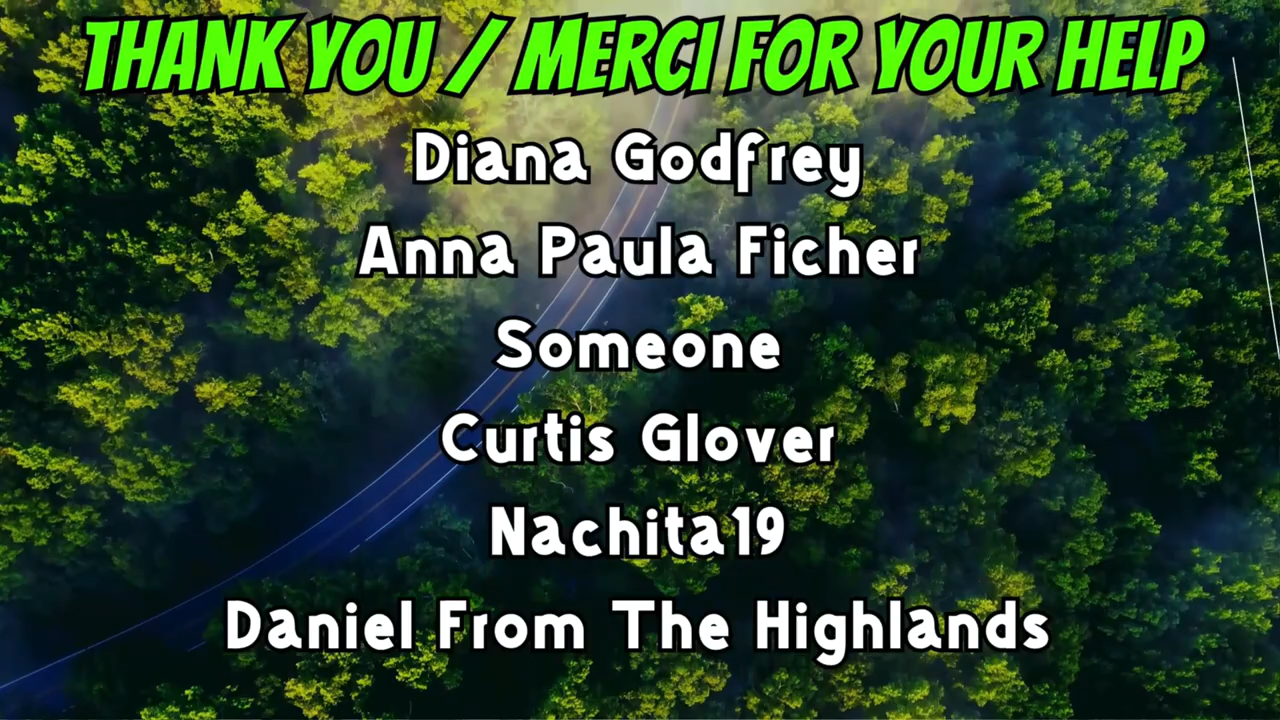 THANK YOU / MERCI FOR YOUR HELP
Diana Godfrey
Anna Paula Ficher
Someone
Curtis Glover
Nachita19
Daniel From The Highlands